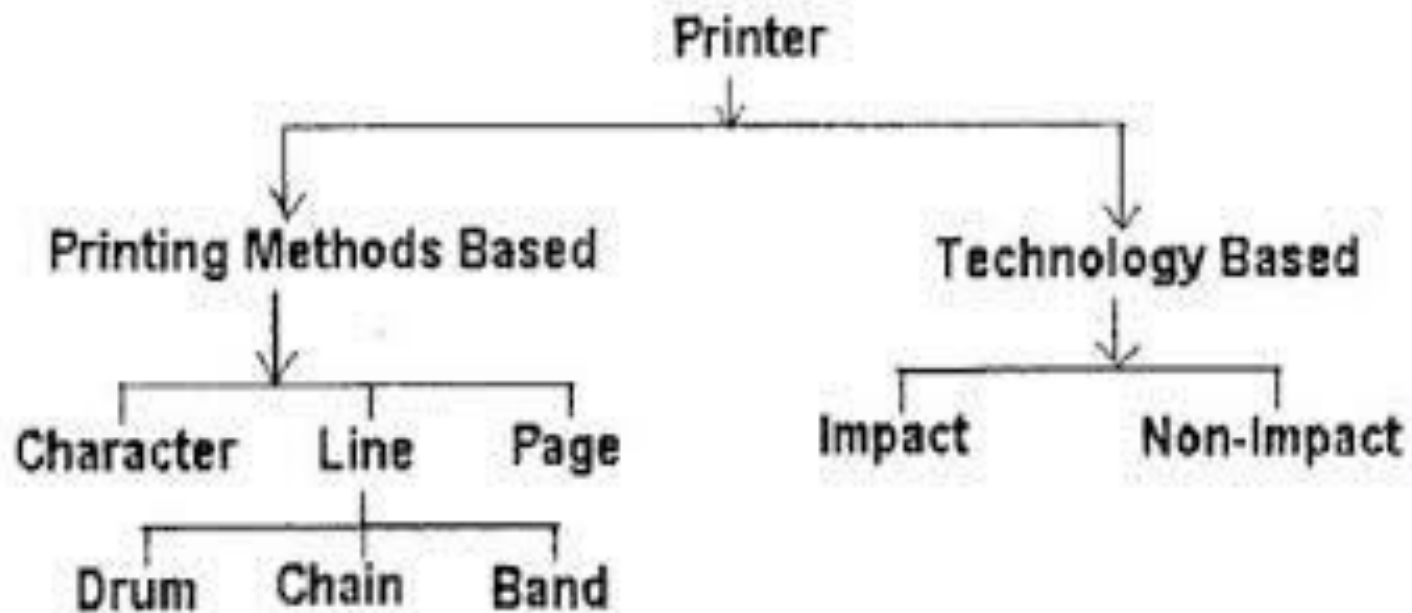 Printer
Printing Methods Based
Technology Based
Character Line Page
Impact Non-Impact
Drum Chain Band